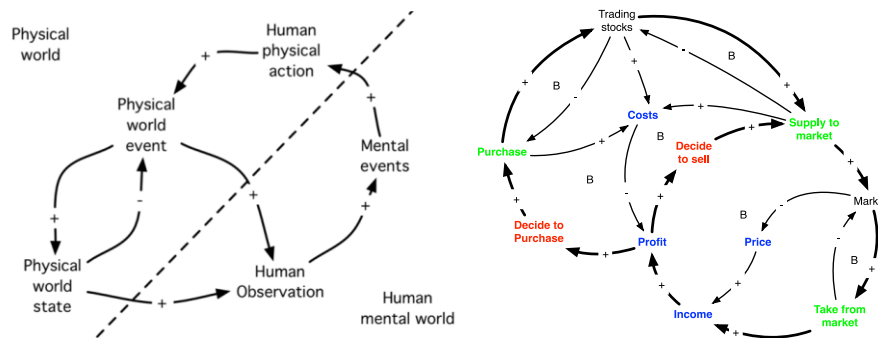 Physical
world
Human
physical
action
+
+
Physical
world
event
Mental
events
+
-
+
+
Physical
world
state
+
Human
Observation
Human
mental world
Trading
stocks
B
-
+
B
+
-
+
Costs
+
Supply to
market
B
Purchase
+
Decide
to sell
+
+
+
B
-
+
Mark
Decide to
Purchase
+
Profit
B
-
Price
-
B
+
+
+
Income
+
Take from
market
+